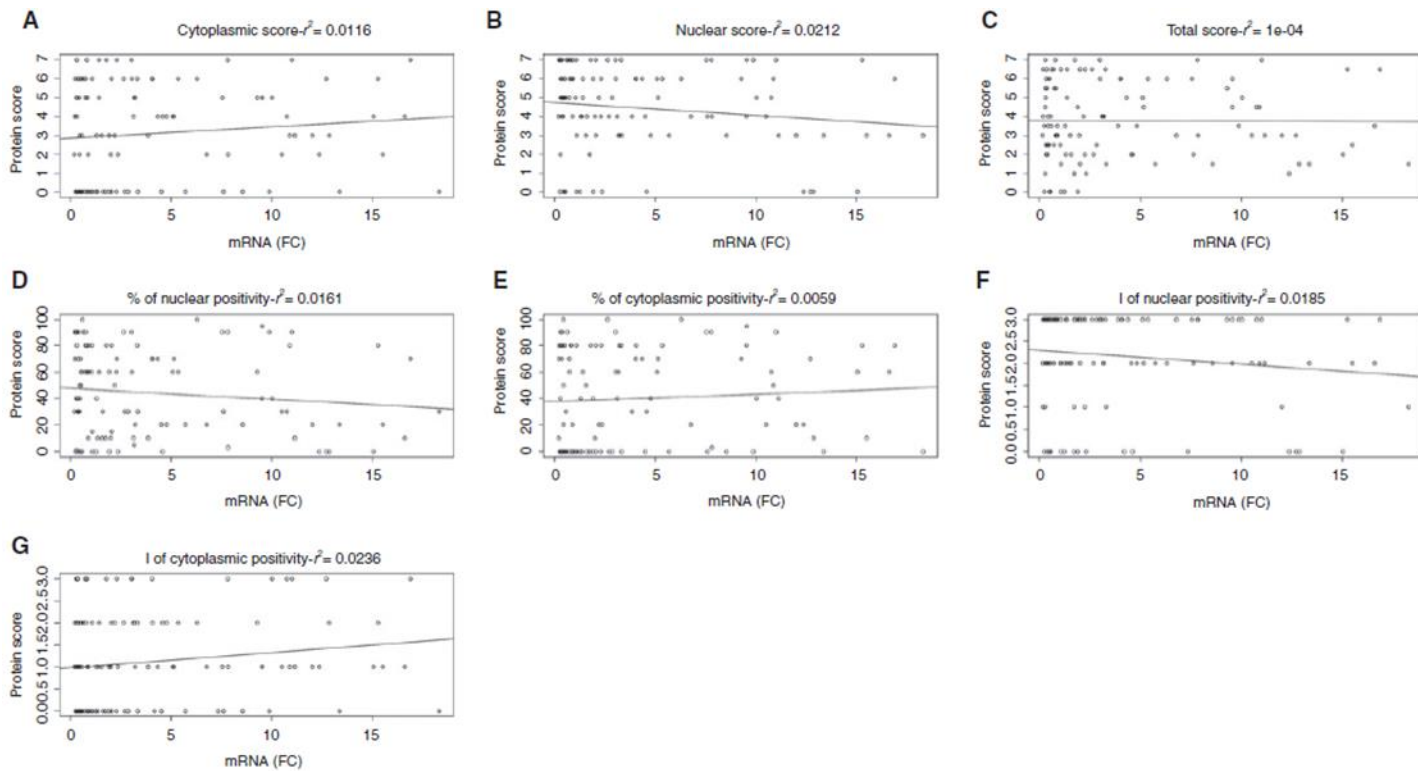 A
Cytoplasmic score-r²= 0.0116
Protein score
7
6
5
4
3
2
1
0
0 5 10 15
mRNA (FC)
B
Nuclear score-r²= 0.0212
Protein score
7
6
5
4
3
2
1
0
0 5 10 15
mRNA (FC)
C
Total score-r²= 1e-04
Protein score
7
6
5
4
3
2
1
0
0 5 10 15
mRNA (FC)
D
% of nuclear positivity-r²= 0.0161
Protein score
100
80
60
40
20
0
0 5 10 15
mRNA (FC)
E
% of cytoplasmic positivity-r²= 0.0059
Protein score
100
80
60
40
20
0
0 5 10 15
mRNA (FC)
F
I of nuclear positivity-r²= 0.0185
Protein score
0.00.51.01.52.02.53.0
0 5 10 15
mRNA (FC)
G
I of cytoplasmic positivity-r²= 0.0236
Protein score
0.00.51.01.52.02.53.0
0 5 10 15
mRNA (FC)